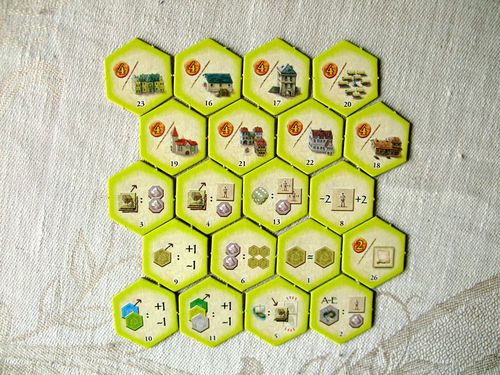 4 4 4 4
23 16 17 20
4 4 4 4
19 21 22 18
: : : -2 +2
3 4 13 8
: +1 : = 2
-1
9 6 1 26
: +1 : +1 : A-E :
-1 -1
10 11 5 2